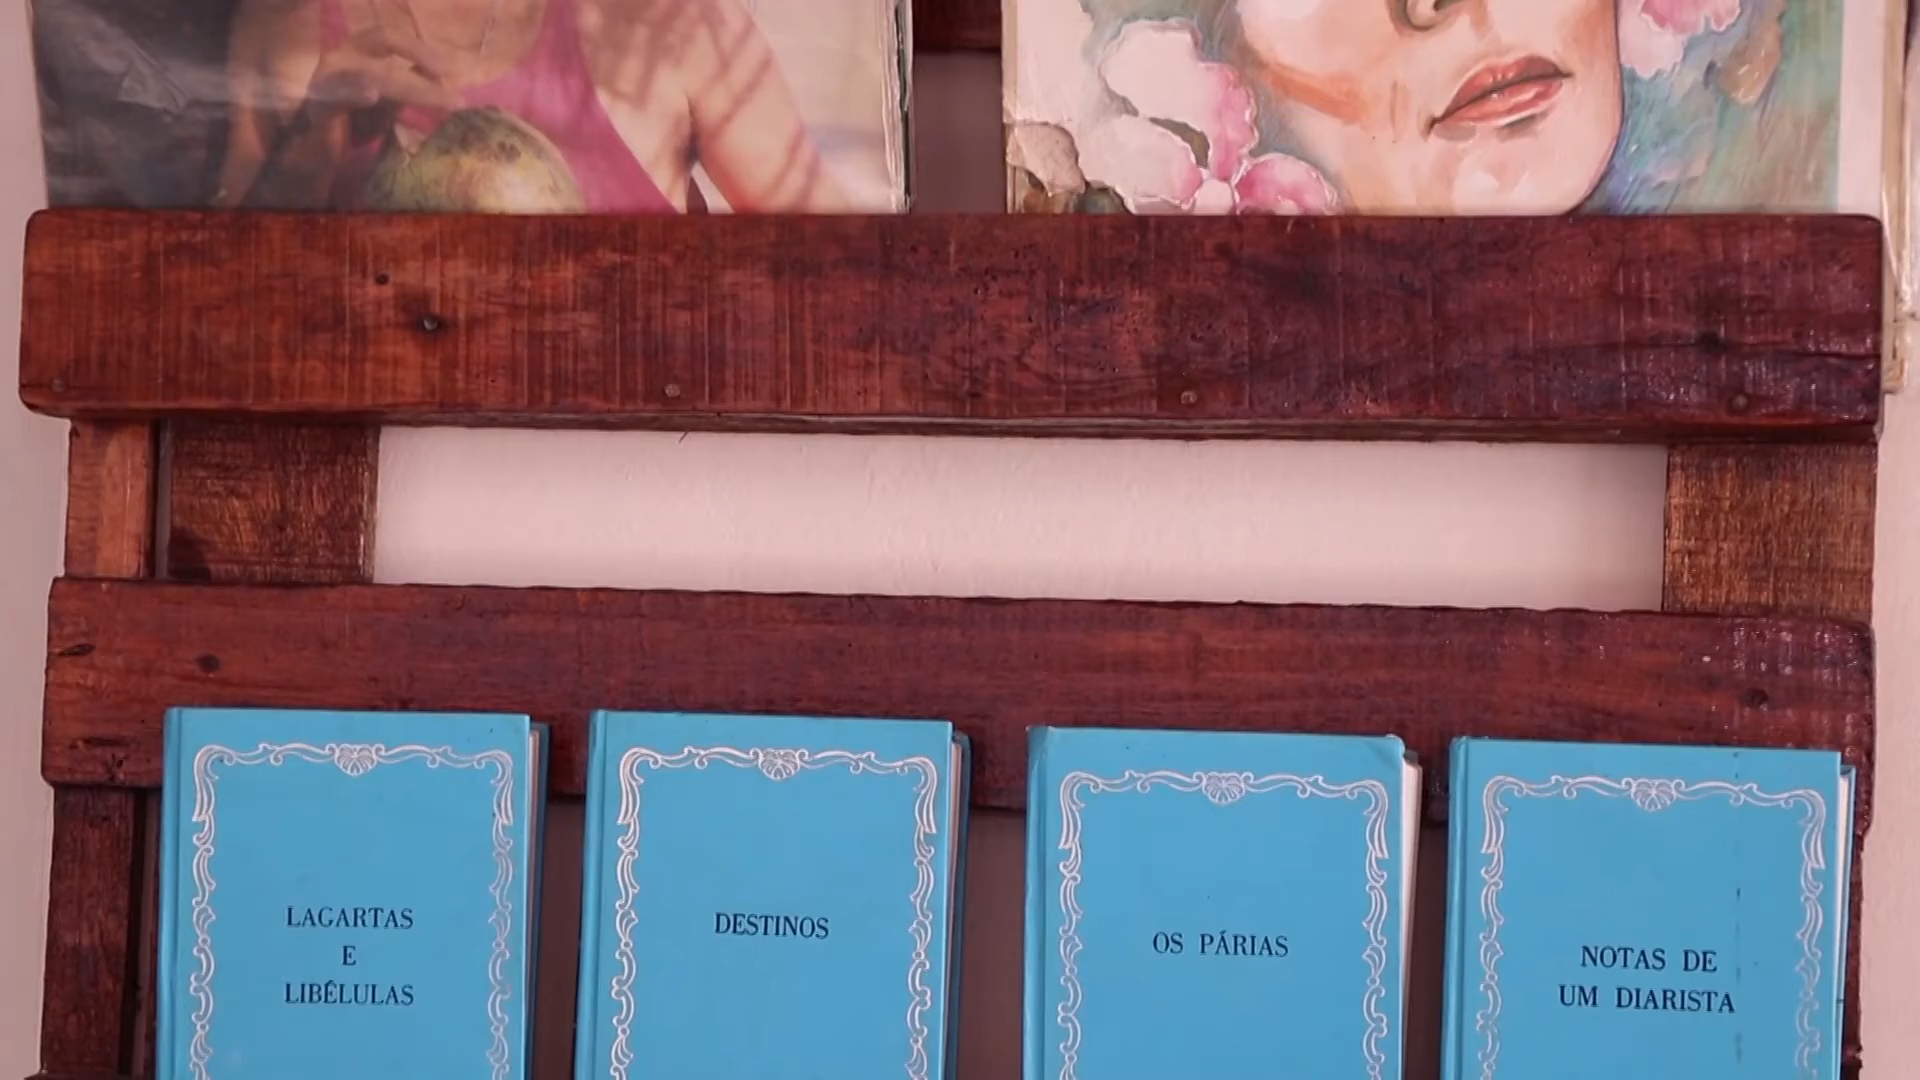 LAGARTAS
E
LIBÉLULAS
DESTINOS
OS PÁRIAS
NOTAS DE
UM DIARISTA